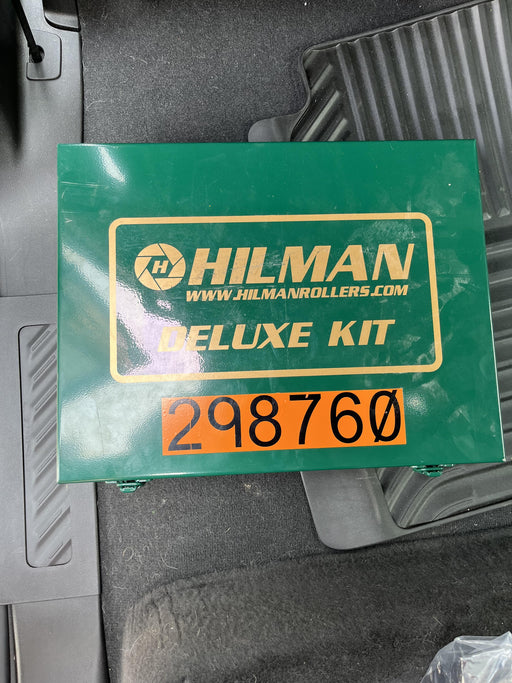 H HILMAN
WWW.HILMANROLLERS.COM
DELUXE KIT
298760